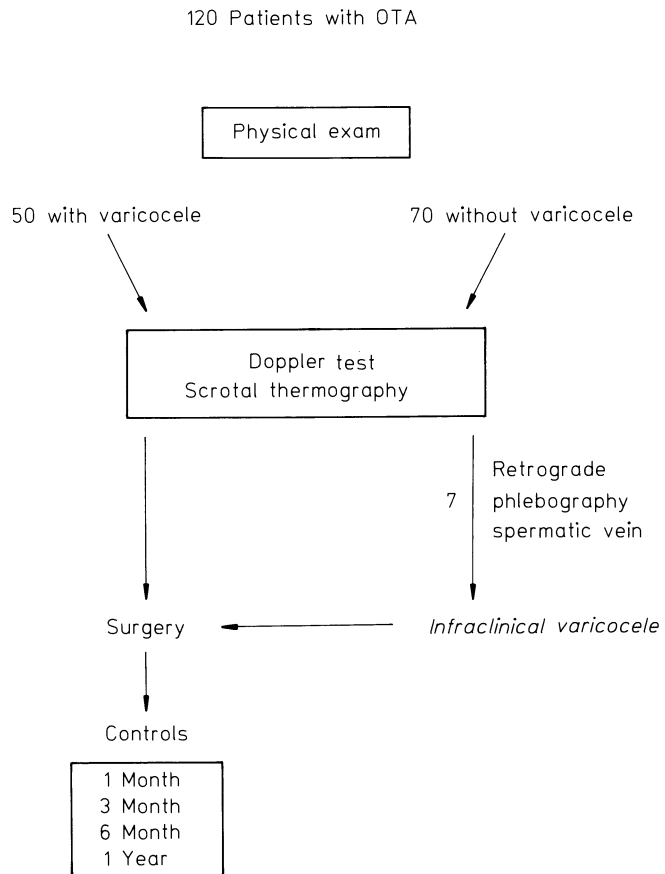 120 Patients with OTA
Physical exam
50 with varicocele
70 without varicocele
Doppler test
Scrotal thermography
7
Retrograde
phlebography
spermatic vein
Surgery
Infraclinical varicocele
Controls
1 Month
3 Month
6 Month
1 Year